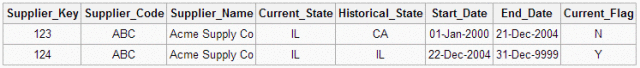 Supplier_Key Supplier_Code Supplier_Name Current_State Historical_State Start_Date End_Date Current_Flag
123 ABC Acme Supply Co IL CA 01-Jan-2000 21-Dec-2004 N
124 ABC Acme Supply Co IL IL 22-Dec-2004 31-Dec-9999 Y